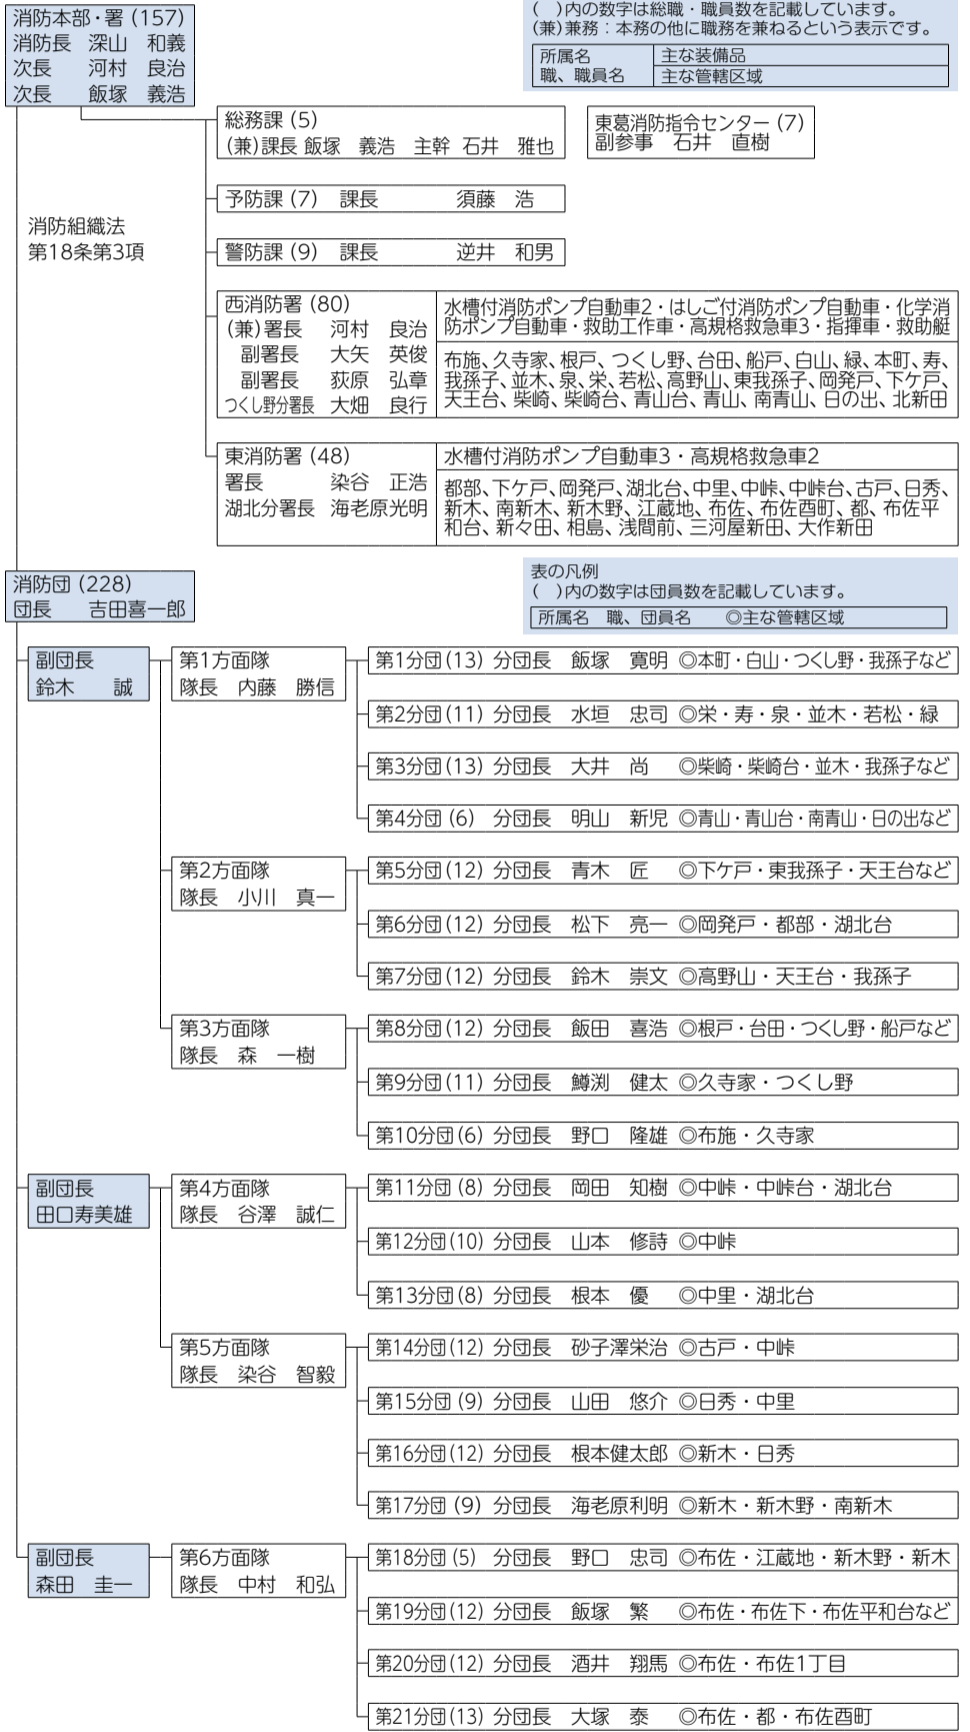 消防本部・署 (157)
消防長　深山　和義
次長　　河村　良治
次長　　飯塚　義浩
(　)内の数字は総職・職員数を記載しています。
(兼)兼務：本務の他に職務を兼ねるという表示です。
所属名　主な装備品
職、職員名　主な管轄区域
総務課 (5)
(兼)課長 飯塚　義浩　主幹 石井　雅也
東葛消防指令センター (7)
副参事　石井　直樹
予防課 (7)　課長　　　　須藤　浩
消防組織法
第18条第3項
警防課 (9)　課長　　　　逆井　和男
西消防署 (80)
(兼)署長　　河村　良治
副署長　　大矢　英俊
副署長　　荻原　弘章
つくし野分署長　大畑　良行
水槽付消防ポンプ自動車2・はしご付消防ポンプ自動車・化学消
防ポンプ自動車・救助工作車・高規格救急車3・指揮車・救助艇
布施、久寺家、根戸、つくし野、台田、船戸、白山、緑、本町、寿、
我孫子、並木、泉、栄、若松、高野山、東我孫子、岡発戸、下ケ戸、
天王台、柴崎、柴崎台、青山台、青山、南青山、日の出、北新田
東消防署 (48)
署長　　　　染谷　正浩
湖北分署長　海老原光明
水槽付消防ポンプ自動車3・高規格救急車2
都部、下ケ戸、岡発戸、湖北台、中里、中峠、中峠台、古戸、日秀、
新木、南新木、新木野、江蔵地、布佐、布佐酉町、都、布佐平
和台、新々田、相島、浅間前、三河屋新田、大作新田
消防団 (228)
団長　　吉田喜一郎
表の凡例
(　)内の数字は団員数を記載しています。
所属名　職、団員名　　◎主な管轄区域
副団長
鈴木　　誠
第1方面隊
隊長　内藤　勝信
第1分団(13)　分団長　飯塚　寛明　◎本町・白山・つくし野・我孫子など
第2分団(11)　分団長　水垣　忠司　◎栄・寿・泉・並木・若松・緑
第3分団(13)　分団長　大井　尚　◎柴崎・柴崎台・並木・我孫子など
第4分団 (6)　分団長　明山　新児　◎青山・青山台・南青山・日の出など
第2方面隊
隊長　小川　真一
第5分団(12)　分団長　青木　匠　◎下ケ戸・東我孫子・天王台など
第6分団(12)　分団長　松下　亮一　◎岡発戸・都部・湖北台
第7分団(12)　分団長　鈴木　崇文　◎高野山・天王台・我孫子
第3方面隊
隊長　森　一樹
第8分団(12)　分団長　飯田　喜浩　◎根戸・台田・つくし野・船戸など
第9分団(11)　分団長　鱒渕　健太　◎久寺家・つくし野
第10分団(6)　分団長　野口　隆雄　◎布施・久寺家
副団長
田口寿美雄
第4方面隊
隊長　谷澤　誠仁
第11分団 (8)　分団長　岡田　知樹　◎中峠・中峠台・湖北台
第12分団(10)　分団長　山本　修詩　◎中峠
第13分団(8)　分団長　根本　優　◎中里・湖北台
第5方面隊
隊長　染谷　智毅
第14分団(12)　分団長　砂子澤栄治　◎古戸・中峠
第15分団 (9)　分団長　山田　悠介　◎日秀・中里
第16分団(12)　分団長　根本健太郎　◎新木・日秀
第17分団 (9)　分団長　海老原利明　◎新木・新木野・南新木
副団長
森田　圭一
第6方面隊
隊長　中村　和弘
第18分団 (5)　分団長　野口　忠司　◎布佐・江蔵地・新木野・新木
第19分団(12)　分団長　飯塚　繁　◎布佐・布佐下・布佐平和台など
第20分団(12)　分団長　酒井　翔馬　◎布佐・布佐1丁目
第21分団(13)　分団長　大塚　泰　◎布佐・都・布佐酉町